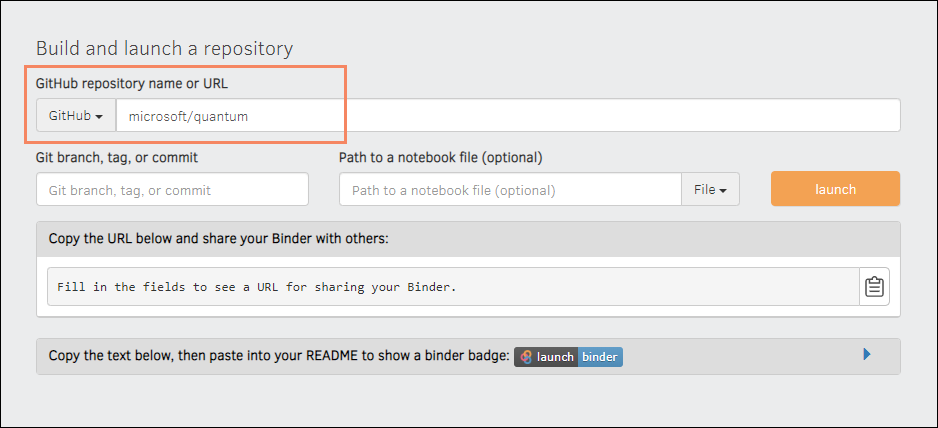 Build and launch a repository
GitHub repository name or URL
GitHub
microsoft/quantum
Git branch, tag, or commit
Path to a notebook file (optional)
Git branch, tag, or commit
Path to a notebook file (optional)
File
launch
Copy the URL below and share your Binder with others:
Fill in the fields to see a URL for sharing your Binder.
Copy the text below, then paste into your README to show a binder badge: launch binder